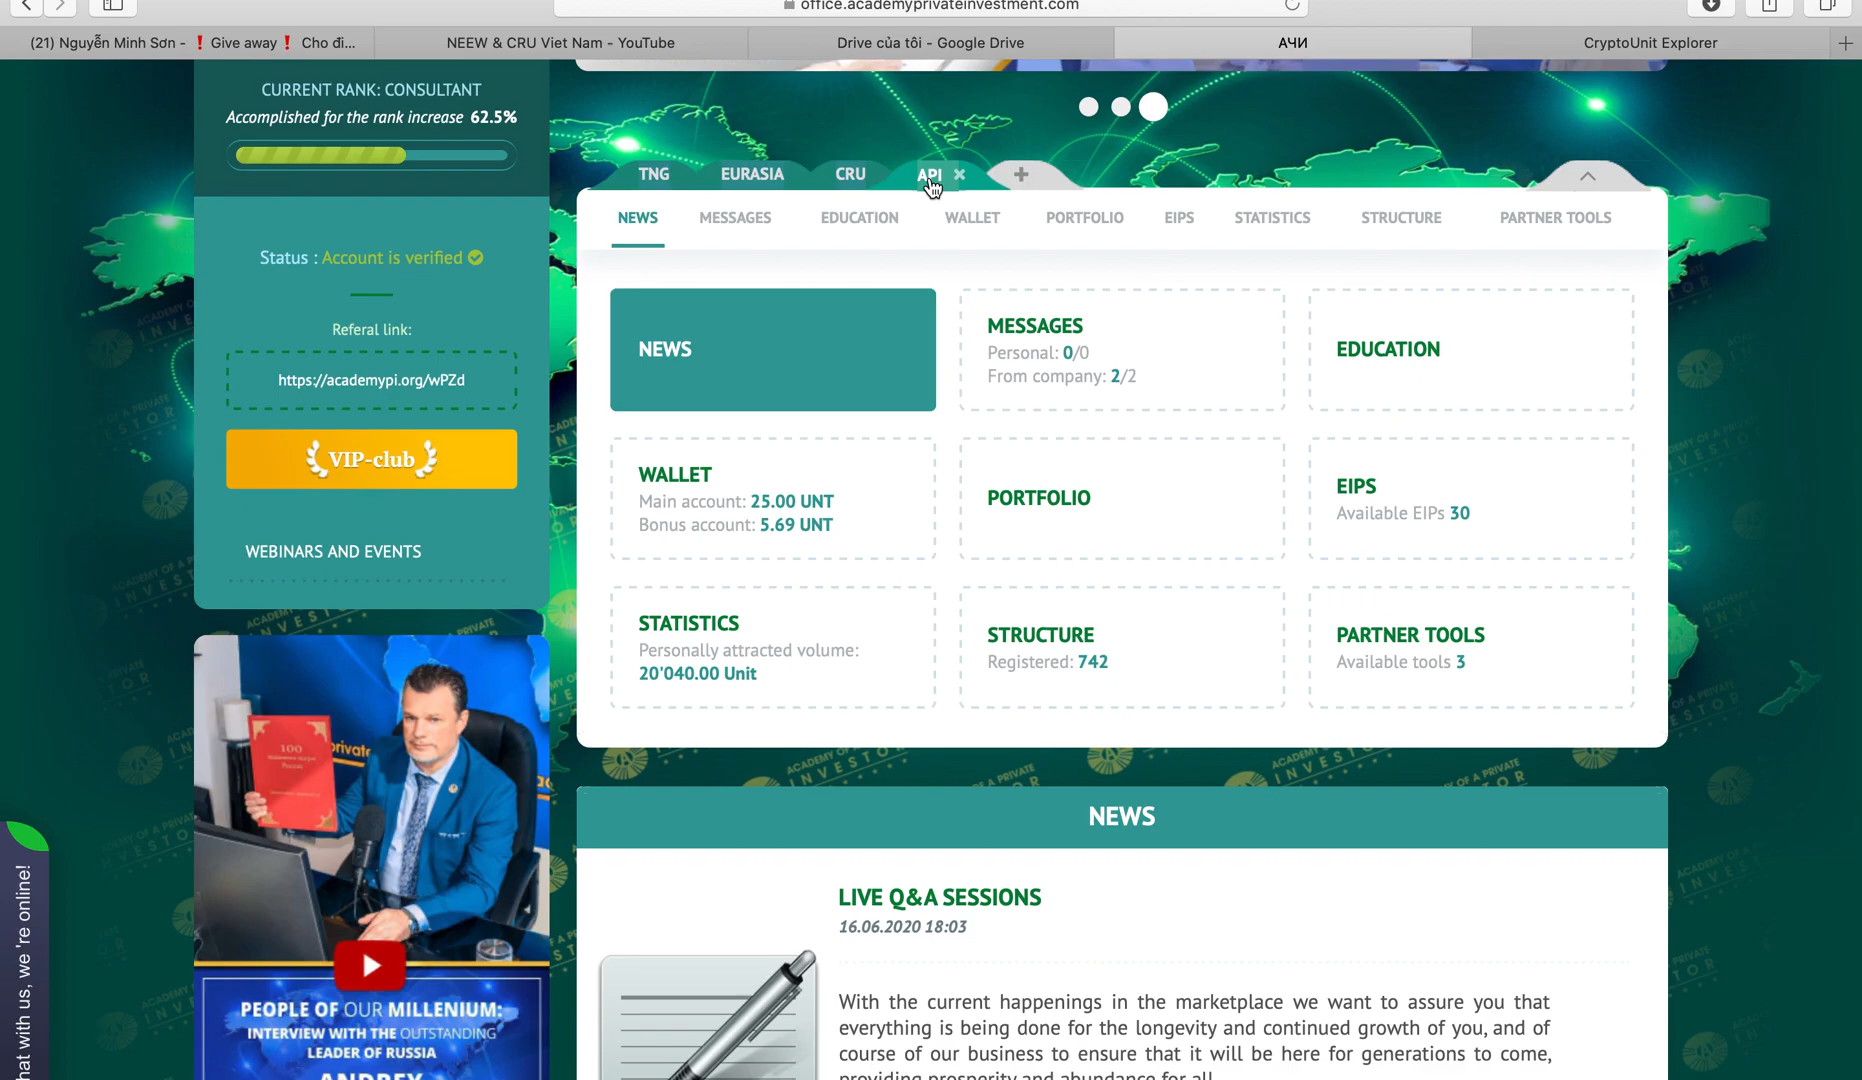 office.academyprivateinvestment.com
(21) Nguyễn Minh Sơn - ❗Give away❗ Cho đi...
NEEW & CRU Viet Nam - YouTube
Drive của tôi - Google Drive
АЧИ
CryptoUnit Explorer
CURRENT RANK: CONSULTANT
Accomplished for the rank increase 62.5%
Status : Account is verified
Referal link:
https://academypi.org/wPZd
VIP-club
WEBINARS AND EVENTS
100
private
PEOPLE OF OUR MILLENIUM:
INTERVIEW WITH THE OUTSTANDING
LEADER OF RUSSIA
ANDREY
hat with us, we 're online!
TNG EURASIA CRU API
NEWS MESSAGES EDUCATION WALLET PORTFOLIO EIPS STATISTICS STRUCTURE PARTNER TOOLS
NEWS
MESSAGES
Personal: 0/0
From company: 2/2
EDUCATION
WALLET
Main account: 25.00 UNT
Bonus account: 5.69 UNT
PORTFOLIO
EIPS
Available EIPs 30
STATISTICS
Personally attracted volume:
20'040.00 Unit
STRUCTURE
Registered: 742
PARTNER TOOLS
Available tools 3
NEWS
LIVE Q&A SESSIONS
16.06.2020 18:03
With the current happenings in the marketplace we want to assure you that
everything is being done for the longevity and continued growth of you, and of
course of our business to ensure that it will be here for generations to come,
providing prosperity and abundance for all.